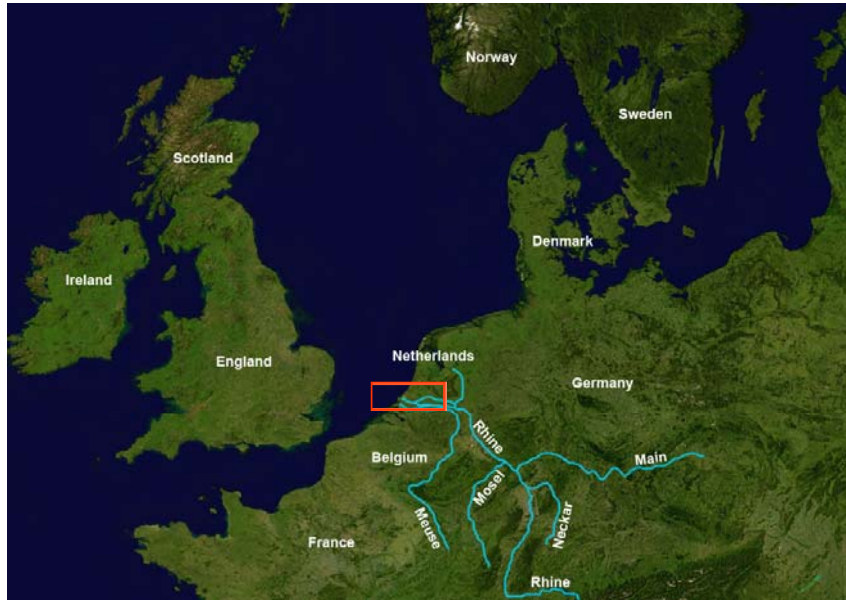 Norway
Sweden
Scotland
Denmark
Ireland
England
Netherlands
Germany
Rhine
Belgium
Main
Mosel
Meuse
Neckar
France
Rhine